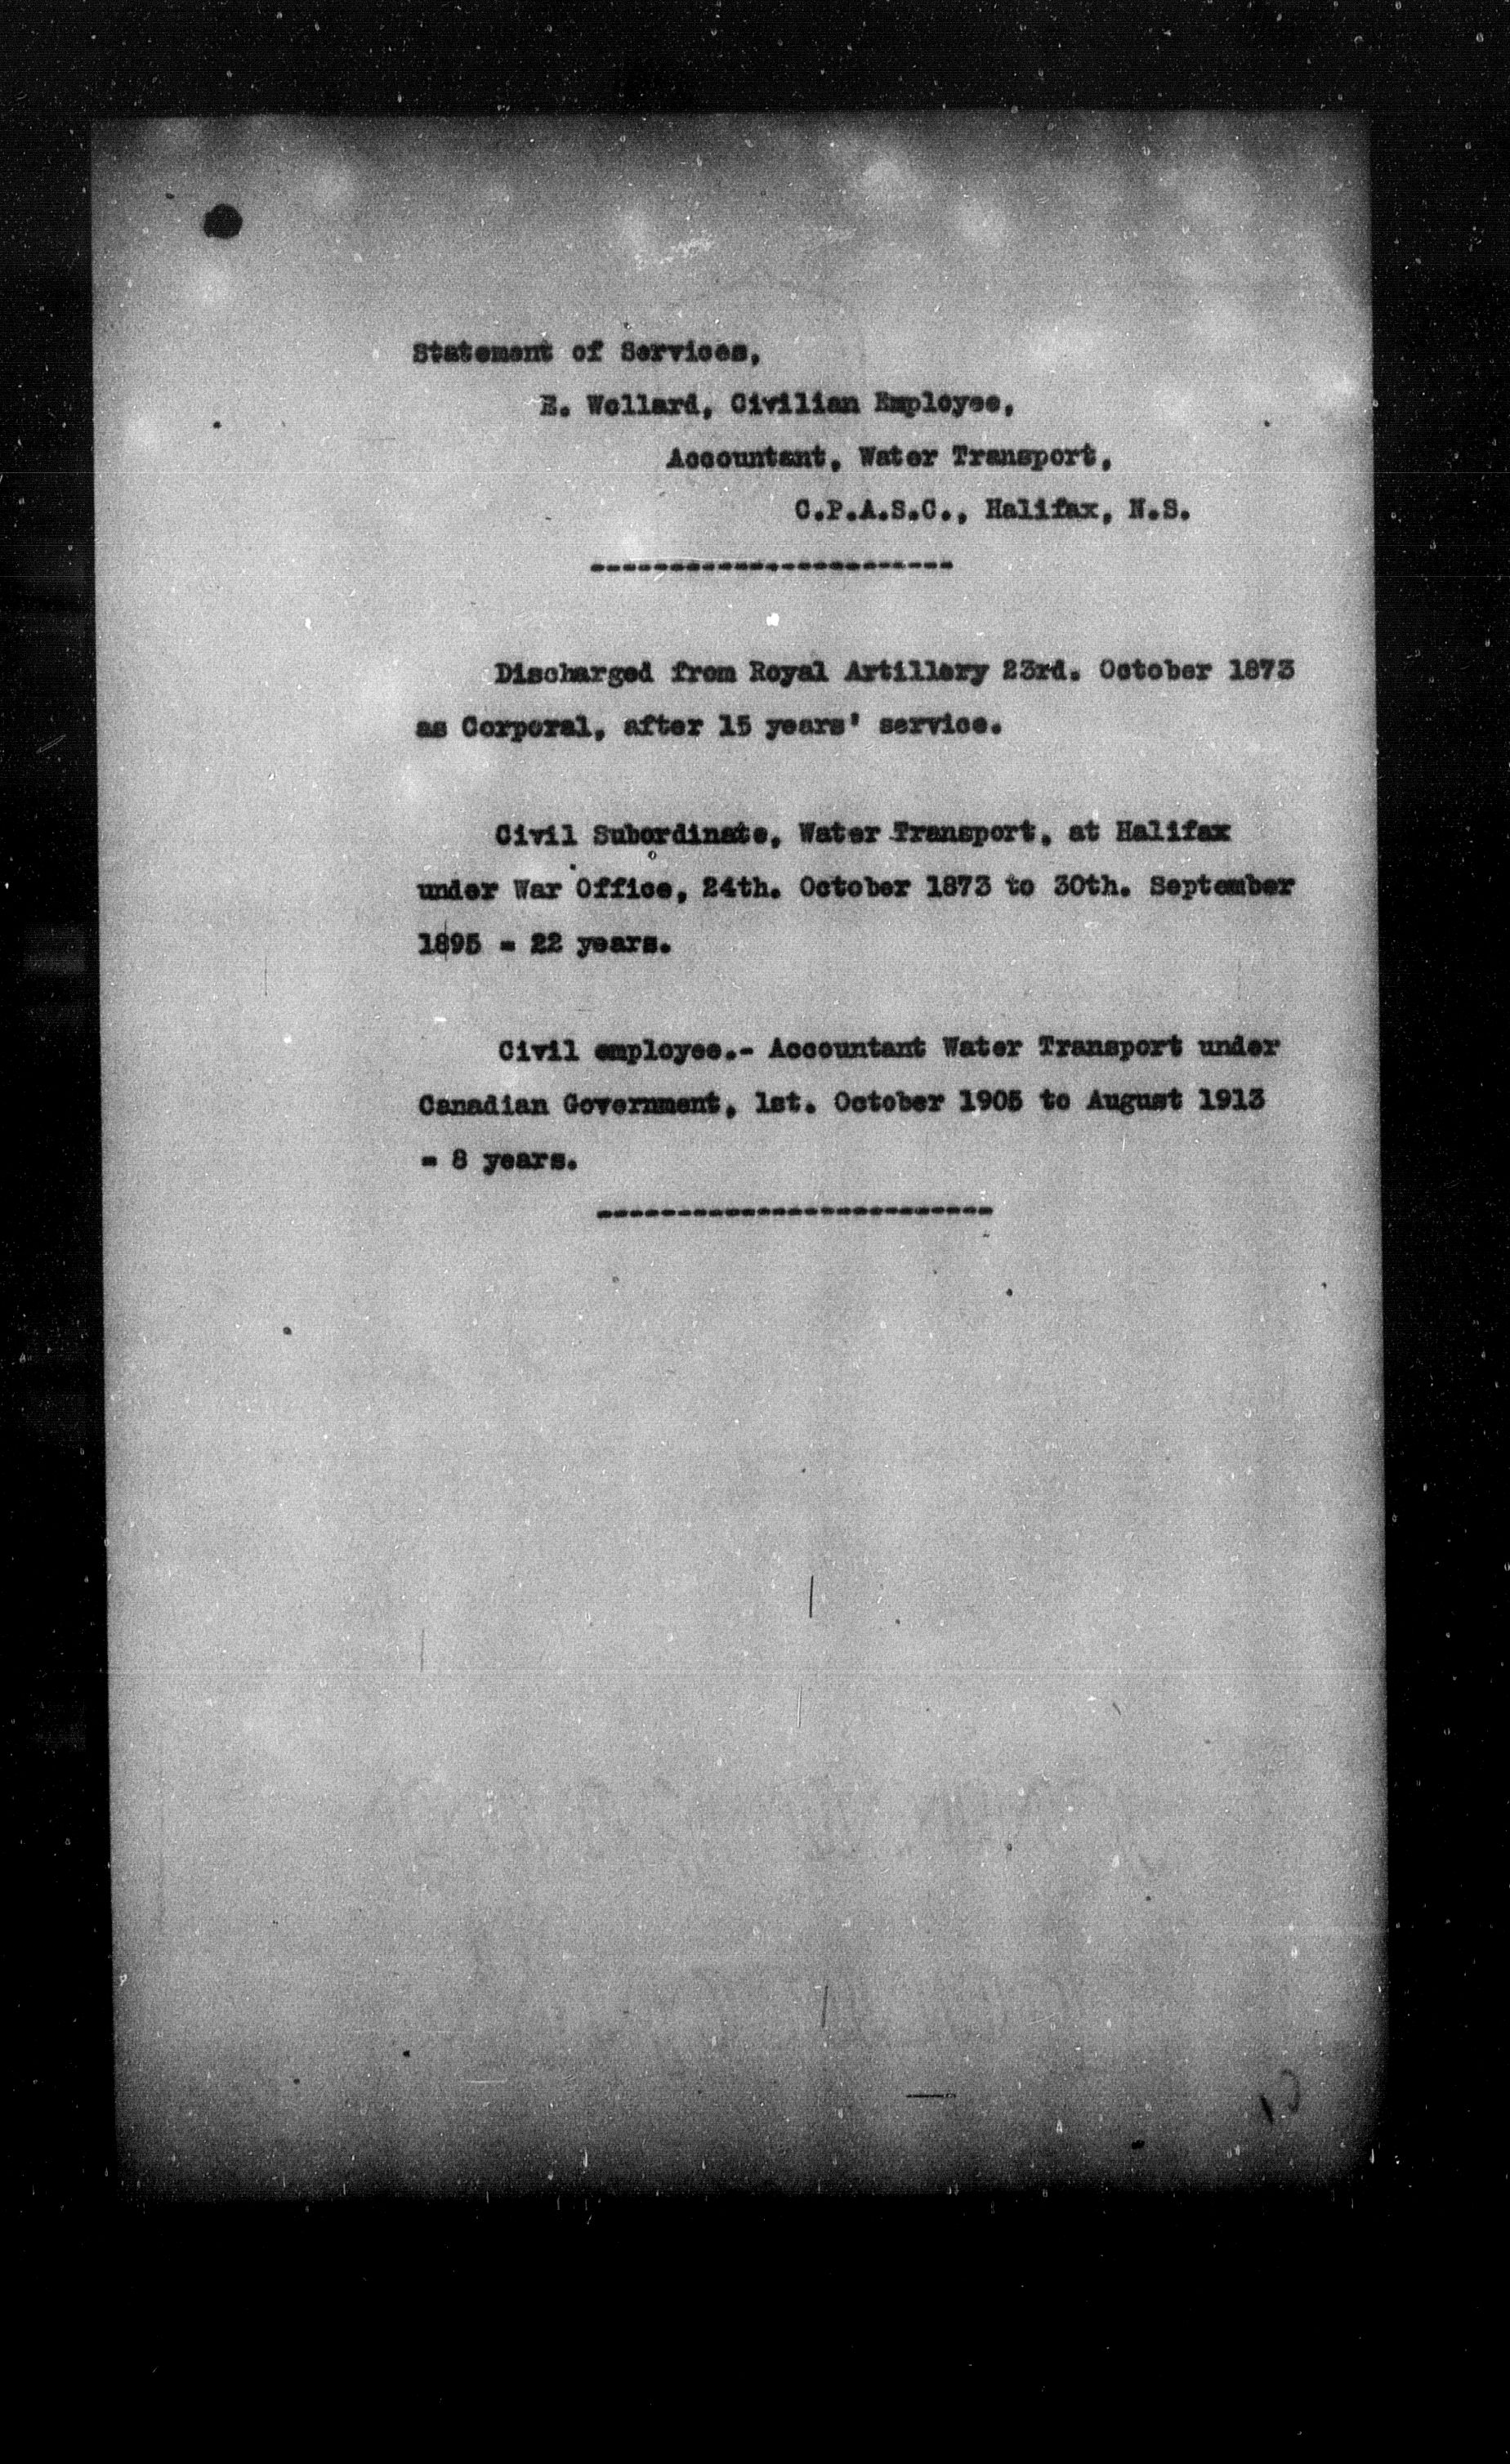 Statement of Services,
E. Wollard, Civilian Employee,
Accountant, Water Transport,
C.P.A.S.C., Halifax, N.S.
-----------------------
Discharged from Royal Artillery 23rd. October 1873
as Corporal, after 15 years' service.
Civil Subordinate, Water Transport, at Halifax
under War Office, 24th. October 1873 to 30th. September
1895 - 22 years.
Civil employee.- Accountant Water Transport under
Canadian Government, 1st. October 1905 to August 1913
- 8 years.
-------------------------